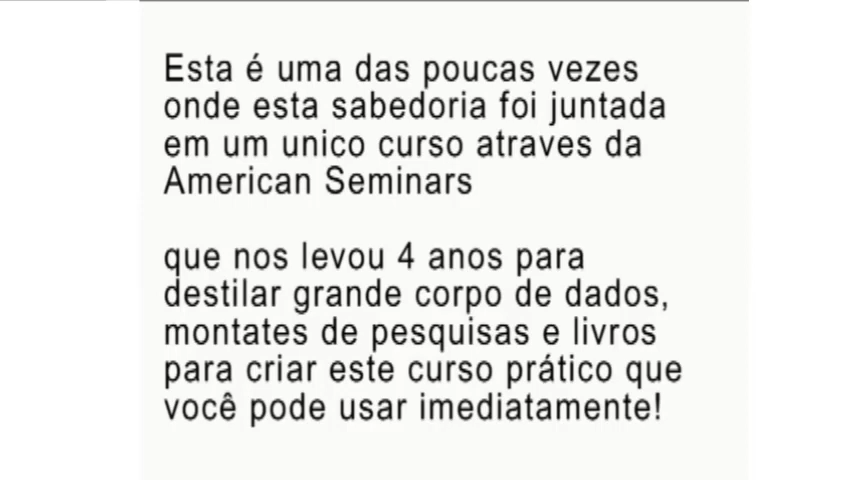 Esta é uma das poucas vezes
onde esta sabedoria foi juntada
em um unico curso atraves da
American Seminars
que nos levou 4 anos para
destilar grande corpo de dados,
montates de pesquisas e livros
para criar este curso prático que
você pode usar imediatamente!